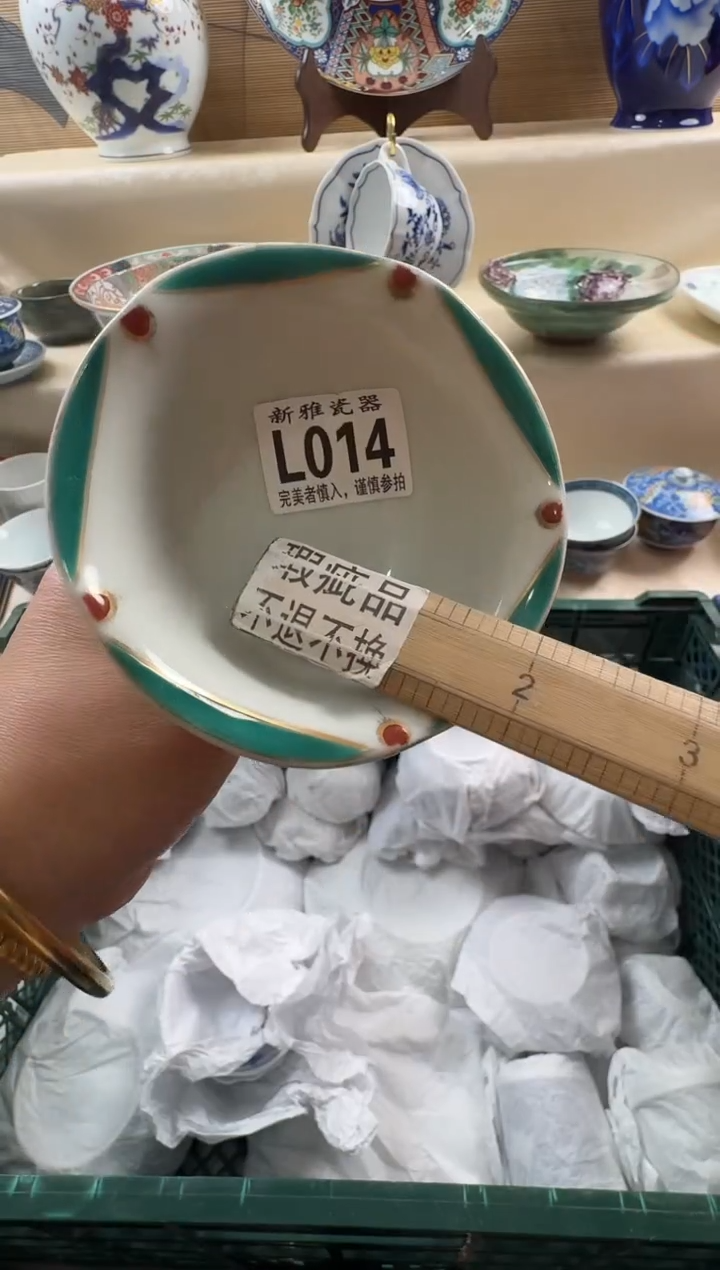 新雅瓷器
L014
完美者慎入，谨慎参拍
瑕疵品
不退不换
2
3